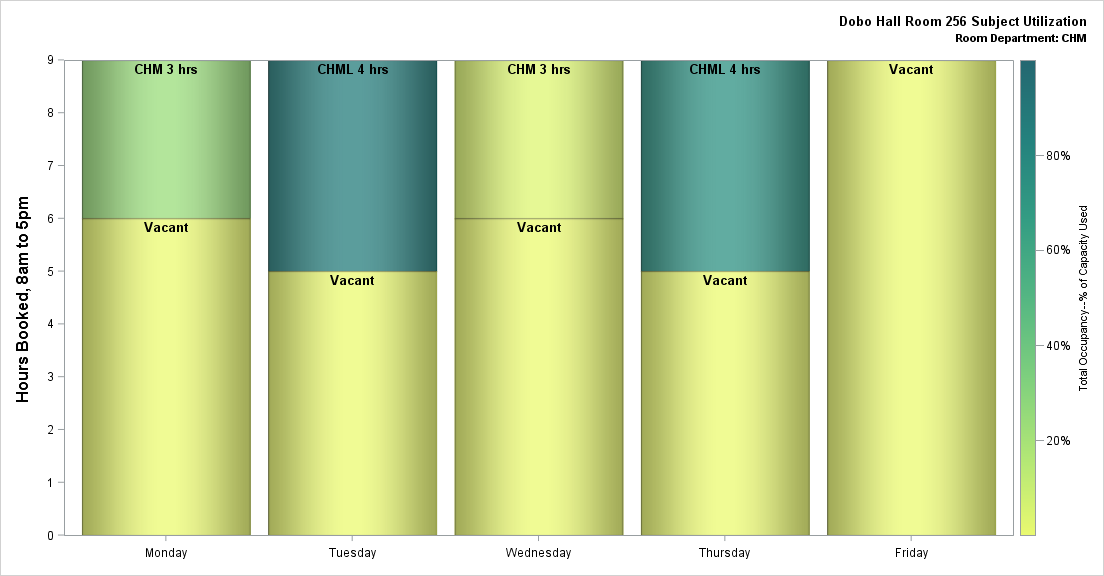 Dobo Hall Room 256 Subject Utilization
Room Department: CHM
Hours Booked, 8am to 5pm
9
8
7
6
5
4
3
2
1
0
CHM 3 hrs
Vacant
CHML 4 hrs
Vacant
CHM 3 hrs
Vacant
CHML 4 hrs
Vacant
Vacant
Monday
Tuesday
Wednesday
Thursday
Friday
80%
60%
40%
20%
Total Occupancy--% of Capacity Used